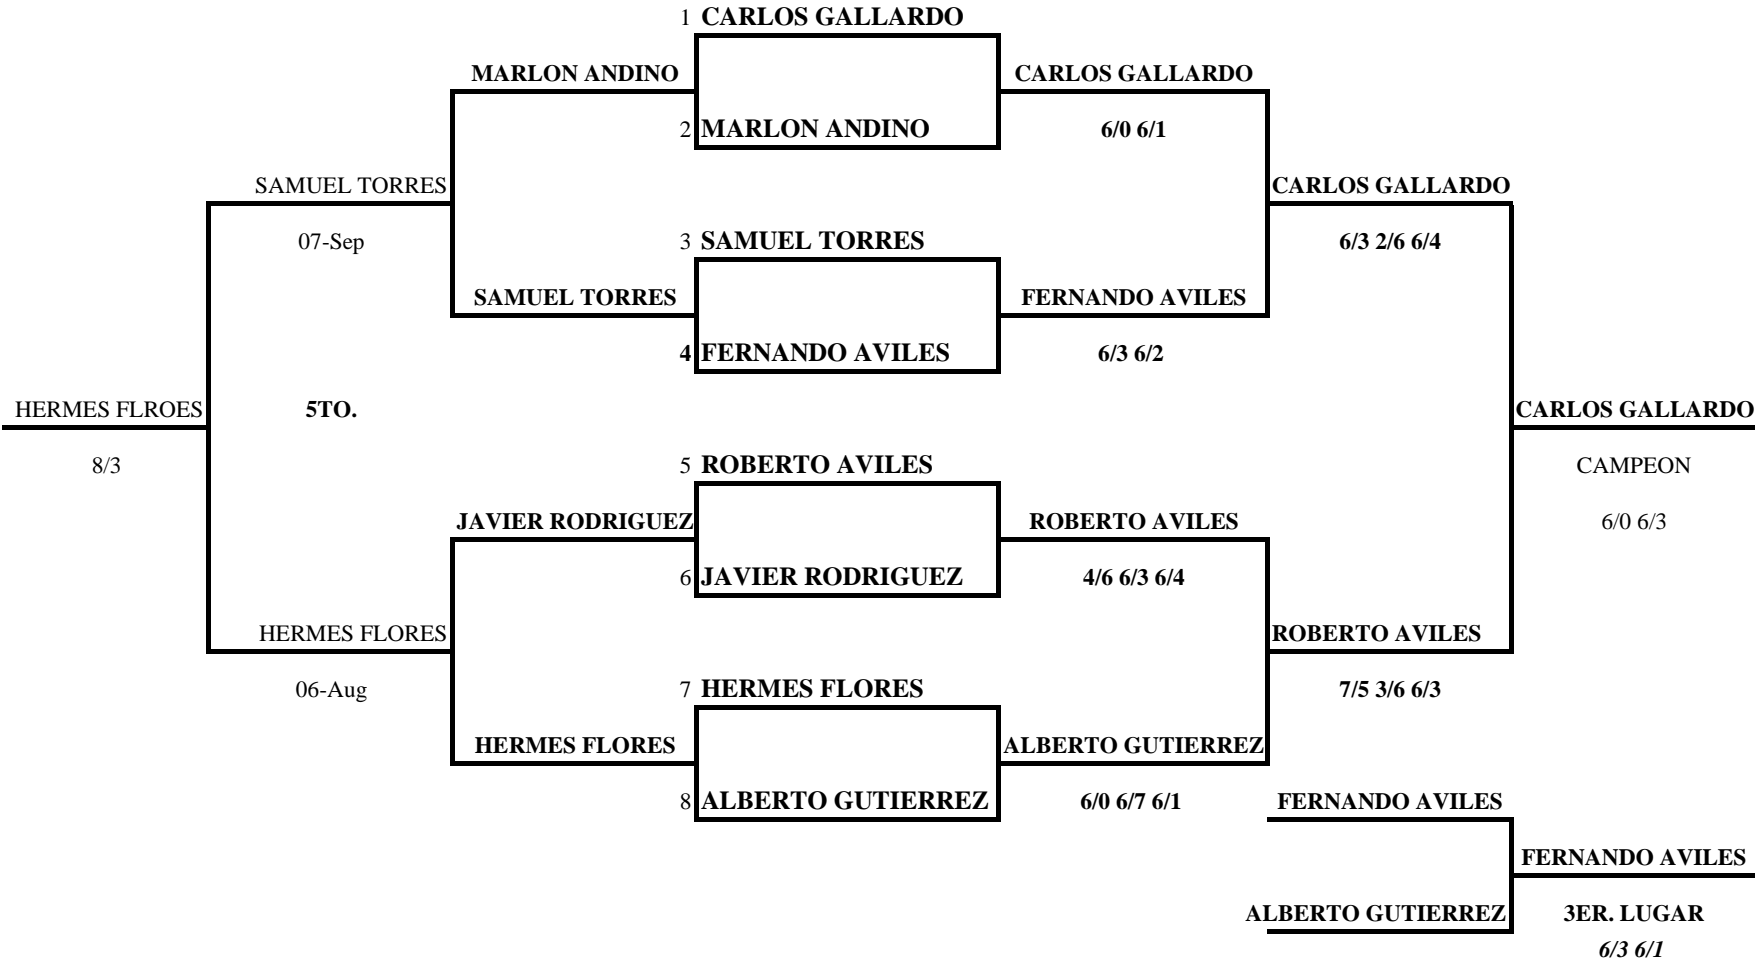 1 CARLOS GALLARDO
MARLON ANDINO CARLOS GALLARDO
2 MARLON ANDINO 6/0 6/1
SAMUEL TORRES CARLOS GALLARDO
07-Sep 3 SAMUEL TORRES 6/3 2/6 6/4
SAMUEL TORRES FERNANDO AVILES
4 FERNANDO AVILES 6/3 6/2
HERMES FLROES 5TO. CARLOS GALLARDO
8/3 5 ROBERTO AVILES CAMPEON
JAVIER RODRIGUEZ ROBERTO AVILES 6/0 6/3
6 JAVIER RODRIGUEZ 4/6 6/3 6/4
HERMES FLORES ROBERTO AVILES
06-Aug 7 HERMES FLORES 7/5 3/6 6/3
HERMES FLORES ALBERTO GUTIERREZ
8 ALBERTO GUTIERREZ 6/0 6/7 6/1 FERNANDO AVILES
FERNANDO AVILES
ALBERTO GUTIERREZ 3ER. LUGAR
6/3 6/1